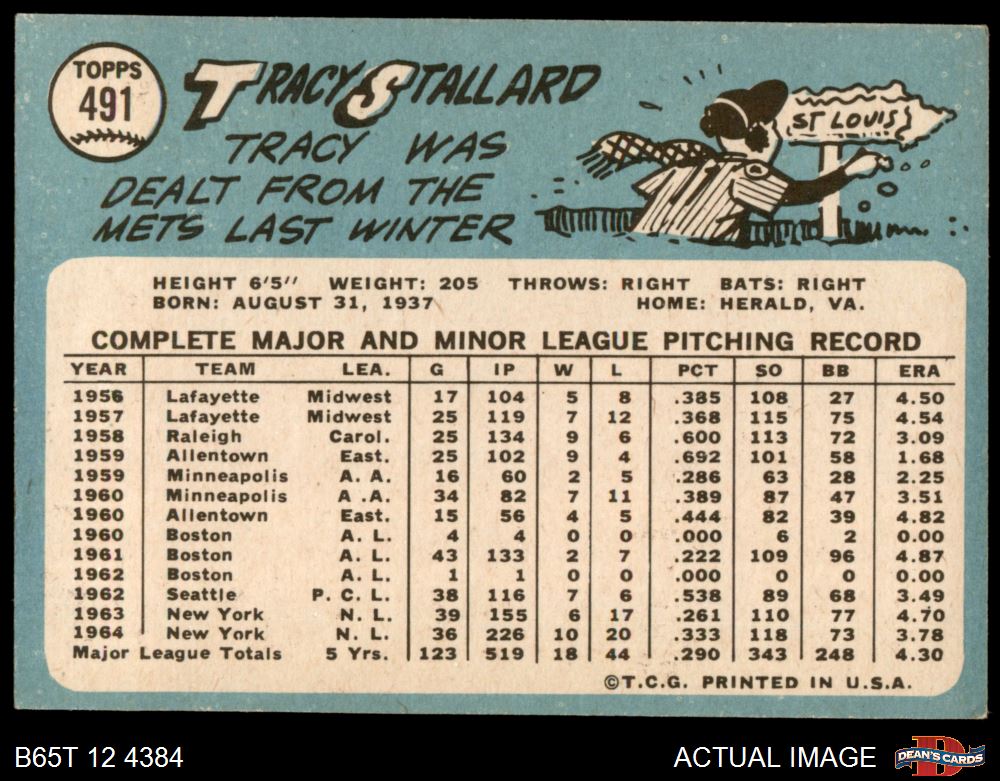 TOPPS
491
TRACY STALLARD
TRACY WAS
DEALT FROM THE
METS LAST WINTER
ST LOUIS
HEIGHT 6'5" WEIGHT: 205 THROWS: RIGHT BATS: RIGHT
BORN: AUGUST 31, 1937 HOME: HERALD, VA.
COMPLETE MAJOR AND MINOR LEAGUE PITCHING RECORD
YEAR TEAM LEA. G IP W L PCT SO BB ERA
1956 Lafayette Midwest 17 104 5 8 .385 108 27 4.50
1957 Lafayette Midwest 25 119 7 12 .368 115 75 4.54
1958 Raleigh Carol. 25 134 9 6 .600 113 72 3.09
1959 Allentown East. 25 102 9 4 .692 101 58 1.68
1959 Minneapolis A. A. 16 60 2 5 .286 63 28 2.25
1960 Minneapolis A .A. 34 82 7 11 .389 87 47 3.51
1960 Allentown East. 15 56 4 5 .444 82 39 4.82
1960 Boston A. L. 4 4 0 0 .000 6 2 0.00
1961 Boston A. L. 43 133 2 7 .222 109 96 4.87
1962 Boston A. L. 1 1 0 0 .000 0 0 0.00
1962 Seattle P. C. L. 38 116 7 6 .538 89 68 3.49
1963 New York N. L. 39 155 6 17 .261 110 77 4.70
1964 New York N. L. 36 226 10 20 .333 118 73 3.78
Major League Totals 5 Yrs. 123 519 18 44 .290 343 248 4.30
©T.C.G. PRINTED IN U.S.A.
B65T 12 4384 ACTUAL IMAGE DEAN'S CARDS